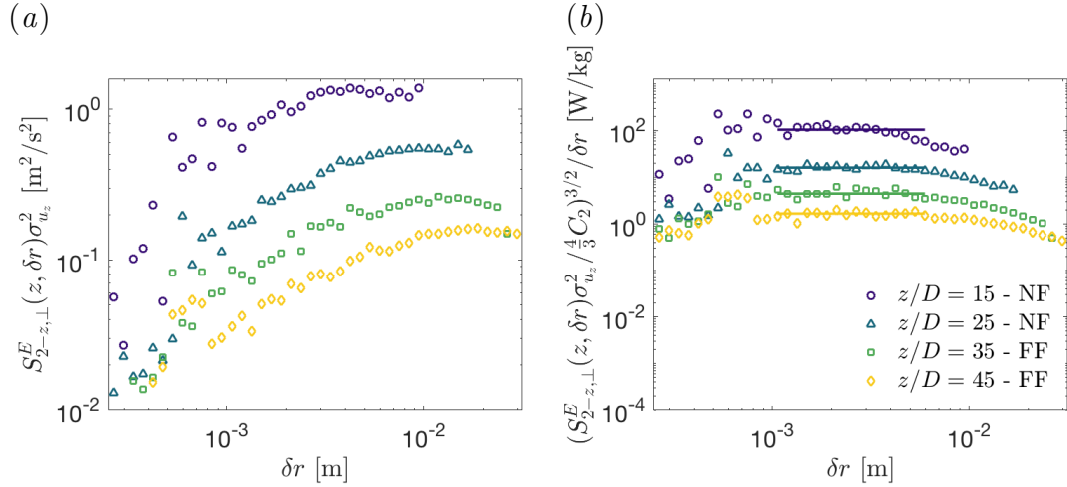 (a)
(b)
10^0
10^{-1}
10^{-2}
S^E_{2-z,⊥}(z, δr)σ^2_{u_z} [m^2/s^2]
10^{-3}
10^{-2}
δr [m]
(S^E_{2-z,⊥}(z, δr)σ^2_{u_z}/\frac{4}{3}C_2)^{3/2}/δr [W/kg]
10^2
10^0
10^{-2}
10^{-4}
z/D = 15 - NF
z/D = 25 - NF
z/D = 35 - FF
z/D = 45 - FF
10^{-3}
10^{-2}
δr [m]